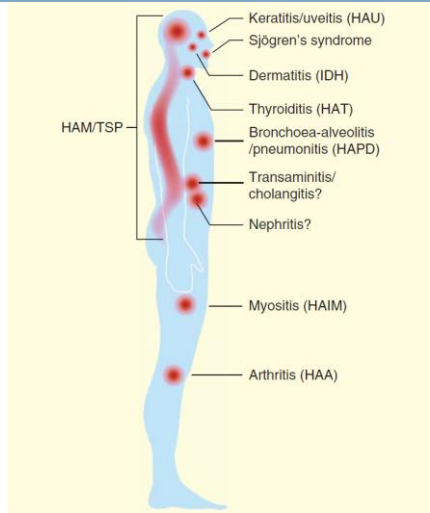 Keratitis/uveitis (HAU)
Sjögren's syndrome
Dermatitis (IDH)
Thyroiditis (HAT)
HAM/TSP
Bronchoea-alveolitis
/pneumonitis (HAPD)
Transaminitis/
cholangitis?
Nephritis?
Myositis (HAIM)
Arthritis (HAA)